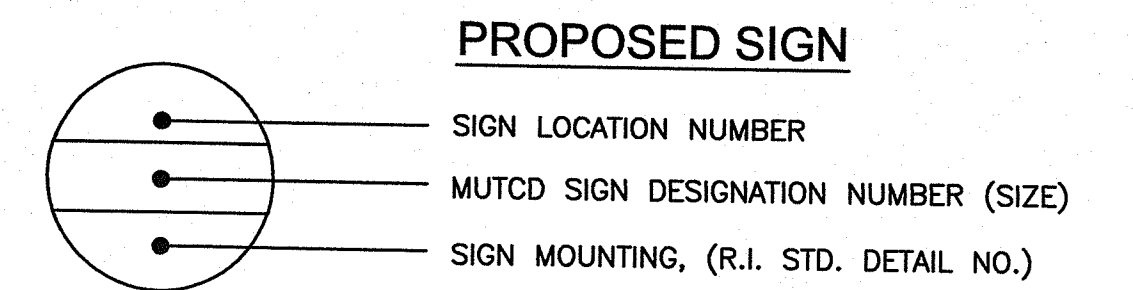 PROPOSED SIGN
SIGN LOCATION NUMBER
MUTCD SIGN DESIGNATION NUMBER (SIZE)
SIGN MOUNTING, (R.I. STD. DETAIL NO.)